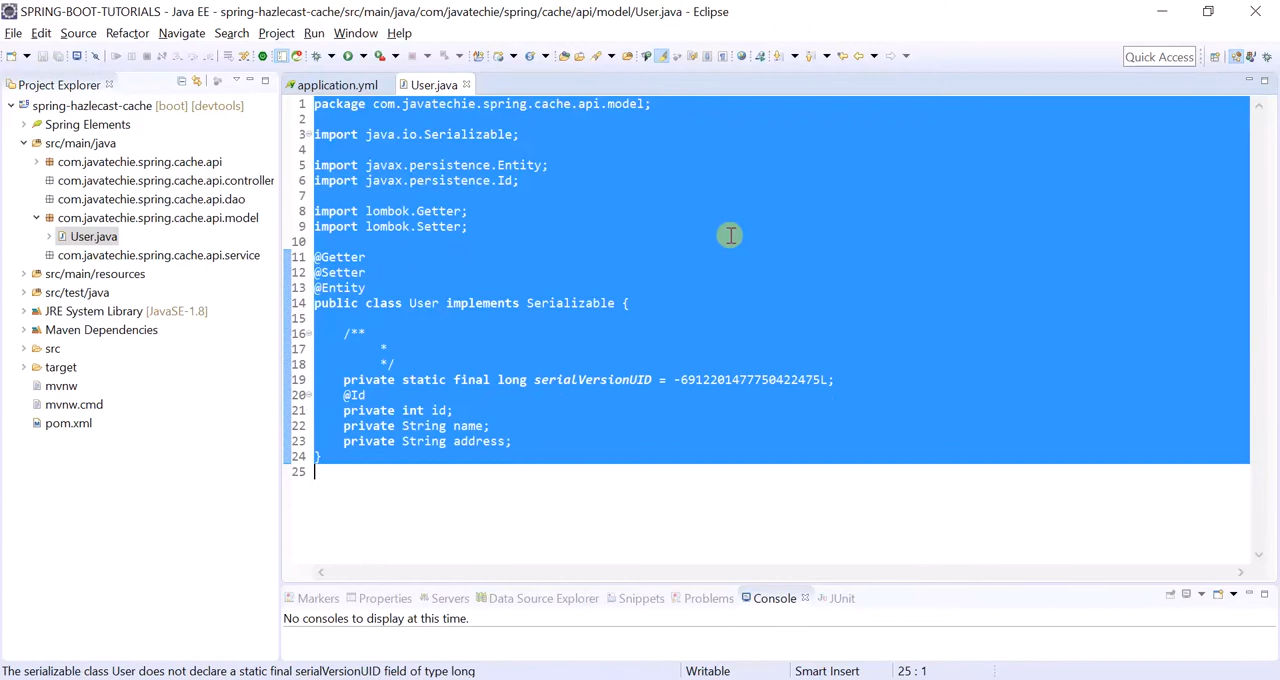 SPRING-BOOT-TUTORIALS - Java EE - spring-hazlecast-cache/src/main/java/com/javatechie/spring/cache/api/model/User.java - Eclipse
File Edit Source Refactor Navigate Search Project Run Window Help
Quick Access
Project Explorer
spring-hazlecast-cache [boot] [devtools]
Spring Elements
src/main/java
com.javatechie.spring.cache.api
com.javatechie.spring.cache.api.controller
com.javatechie.spring.cache.api.dao
com.javatechie.spring.cache.api.model
User.java
com.javatechie.spring.cache.api.service
src/main/resources
src/test/java
JRE System Library [JavaSE-1.8]
Maven Dependencies
src
target
mvnw
mvnw.cmd
pom.xml
application.yml User.java
1 package com.javatechie.spring.cache.api.model;
2
3 import java.io.Serializable;
4
5 import javax.persistence.Entity;
6 import javax.persistence.Id;
7
8 import lombok.Getter;
9 import lombok.Setter;
10
11 @Getter
12 @Setter
13 @Entity
14 public class User implements Serializable {
15
16 /**
17 *
18 */
19 private static final long serialVersionUID = -6912201477750422475L;
20 @Id
21 private int id;
22 private String name;
23 private String address;
24 }
25
Markers Properties Servers Data Source Explorer Snippets Problems Console JUnit
No consoles to display at this time.
The serializable class User does not declare a static final serialVersionUID field of type long Writable Smart Insert 25 : 1